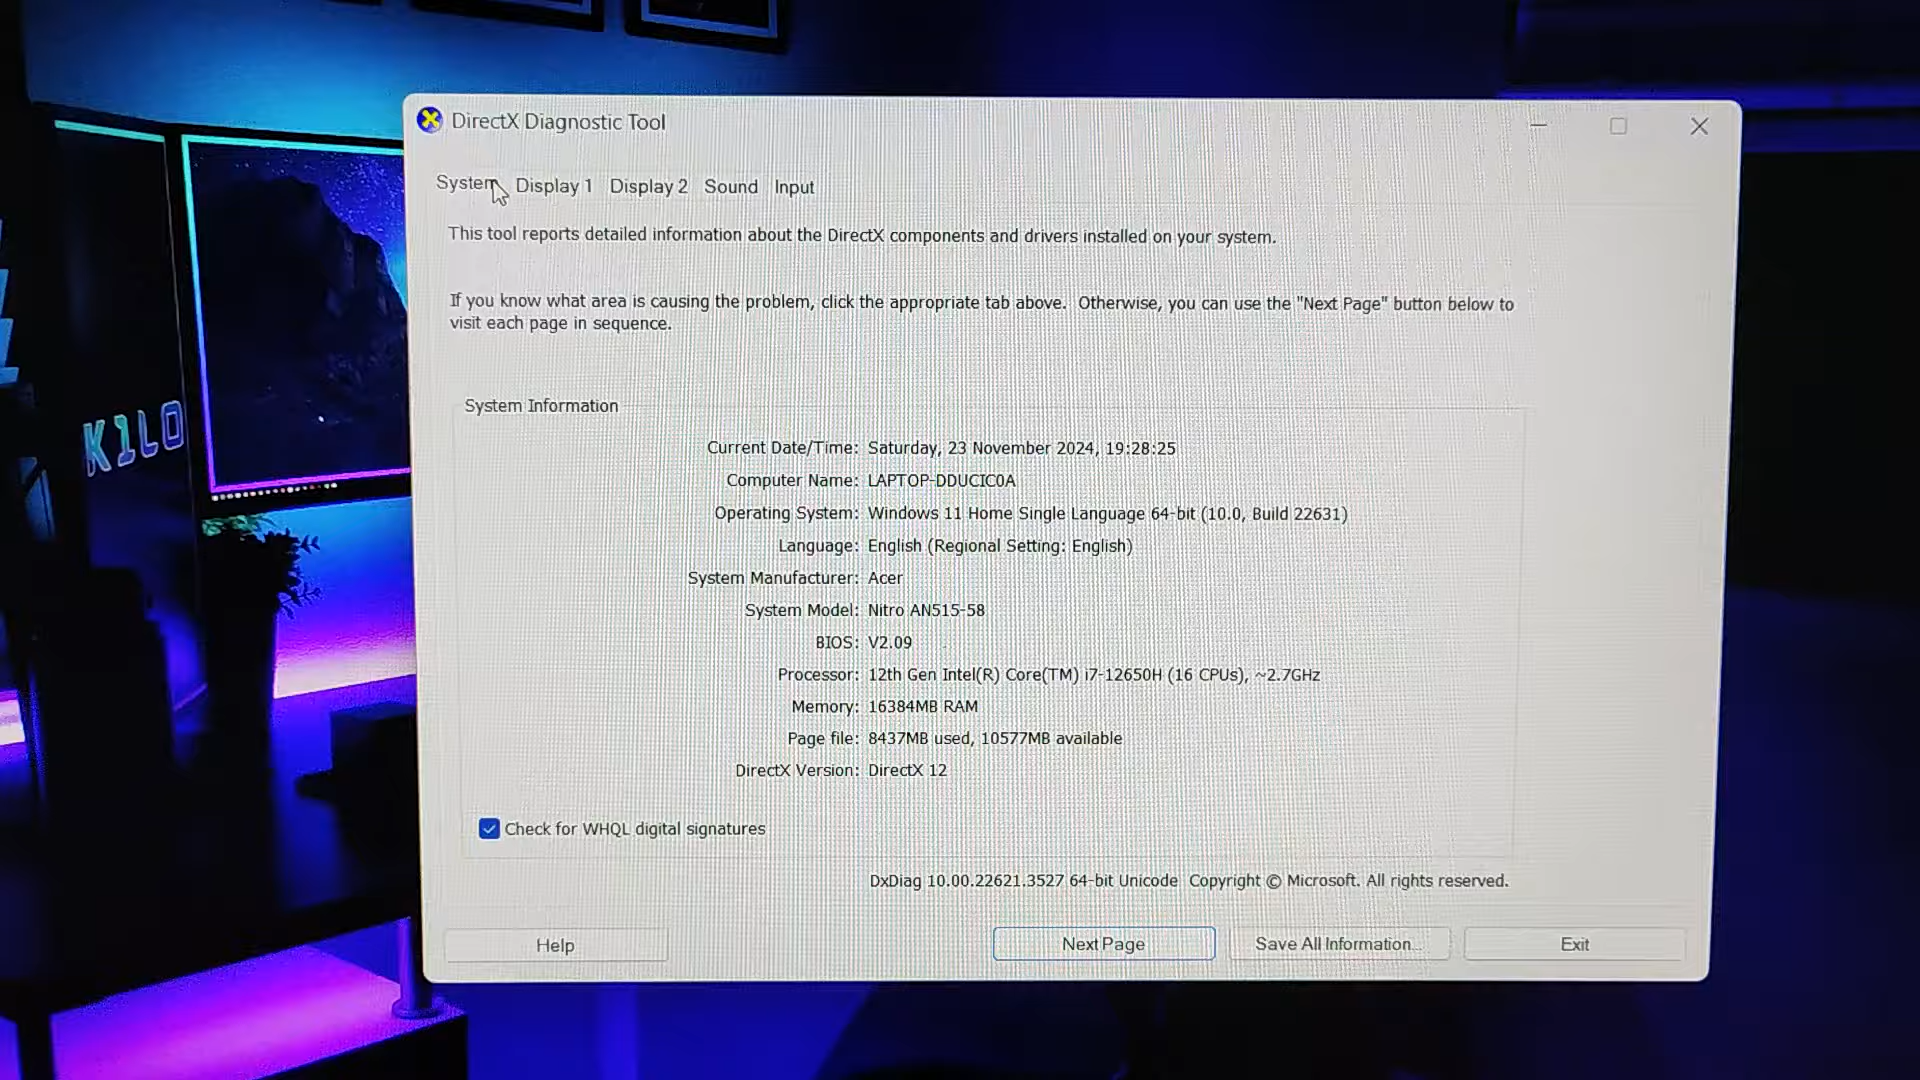 DirectX Diagnostic Tool
System Display 1 Display 2 Sound Input
This tool reports detailed information about the DirectX components and drivers installed on your system.
If you know what area is causing the problem, click the appropriate tab above. Otherwise, you can use the "Next Page" button below to
visit each page in sequence.
System Information
Current Date/Time: Saturday, 23 November 2024, 19:28:25
Computer Name: LAPTOP-DDUCIC0A
Operating System: Windows 11 Home Single Language 64-bit (10.0, Build 22631)
Language: English (Regional Setting: English)
System Manufacturer: Acer
System Model: Nitro AN515-58
BIOS: V2.09
Processor: 12th Gen Intel(R) Core(TM) i7-12650H (16 CPUs), ~2.7GHz
Memory: 16384MB RAM
Page file: 8437MB used, 10577MB available
DirectX Version: DirectX 12
Check for WHQL digital signatures
DxDiag 10.00.22621.3527 64-bit Unicode Copyright © Microsoft. All rights reserved.
Help Next Page Save All Information... Exit
K1LO